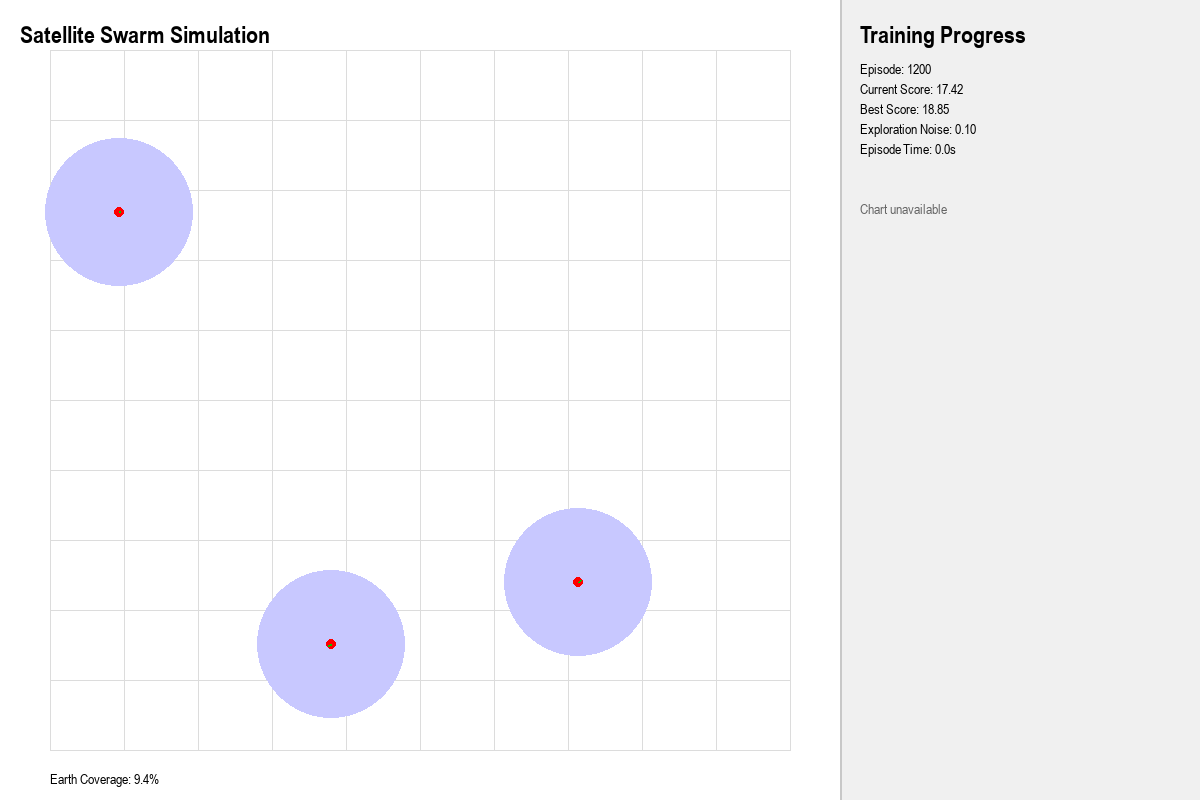 Satellite Swarm Simulation
Earth Coverage: 9.4%
Training Progress
Episode: 1200
Current Score: 17.42
Best Score: 18.85
Exploration Noise: 0.10
Episode Time: 0.0s
Chart unavailable